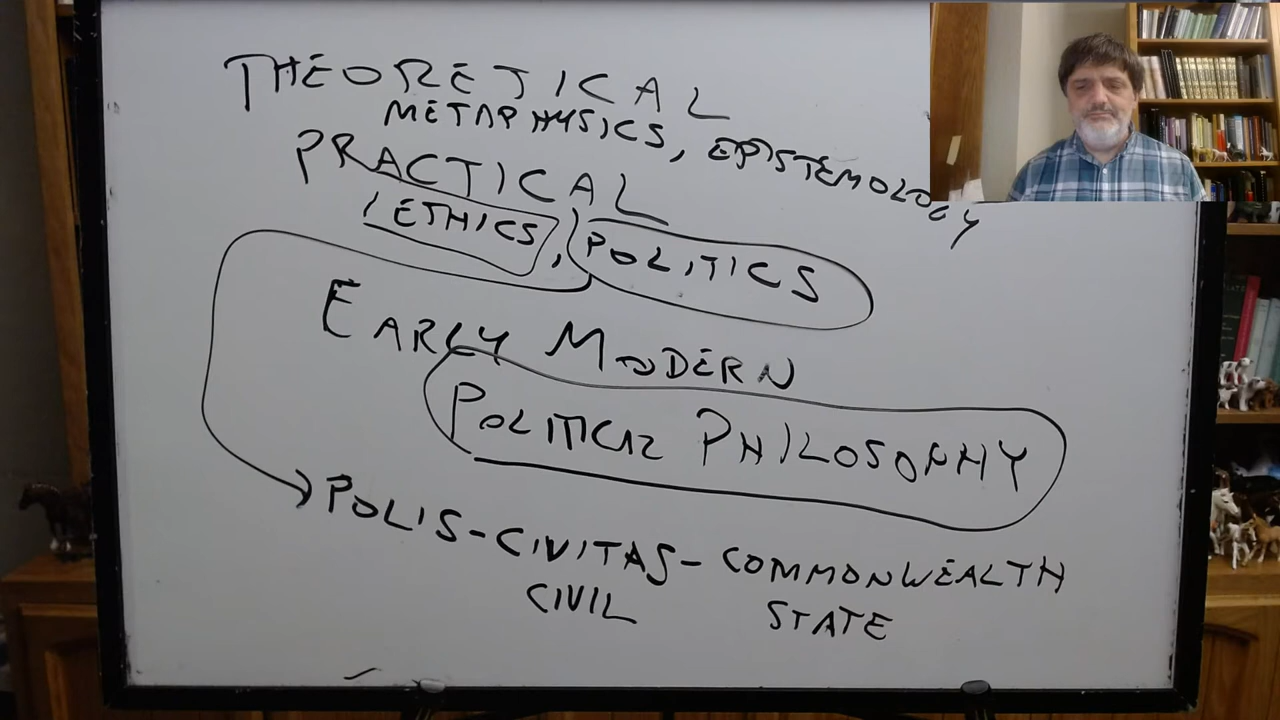 THEORETICAL
METAPHYSICS, EPISTEMOLOGY
PRACTICAL
ETHICS, POLITICS
EARLY MODERN
POLITICAL PHILOSOPHY
POLIS-CIVITAS-COMMONWEALTH
CIVIL STATE